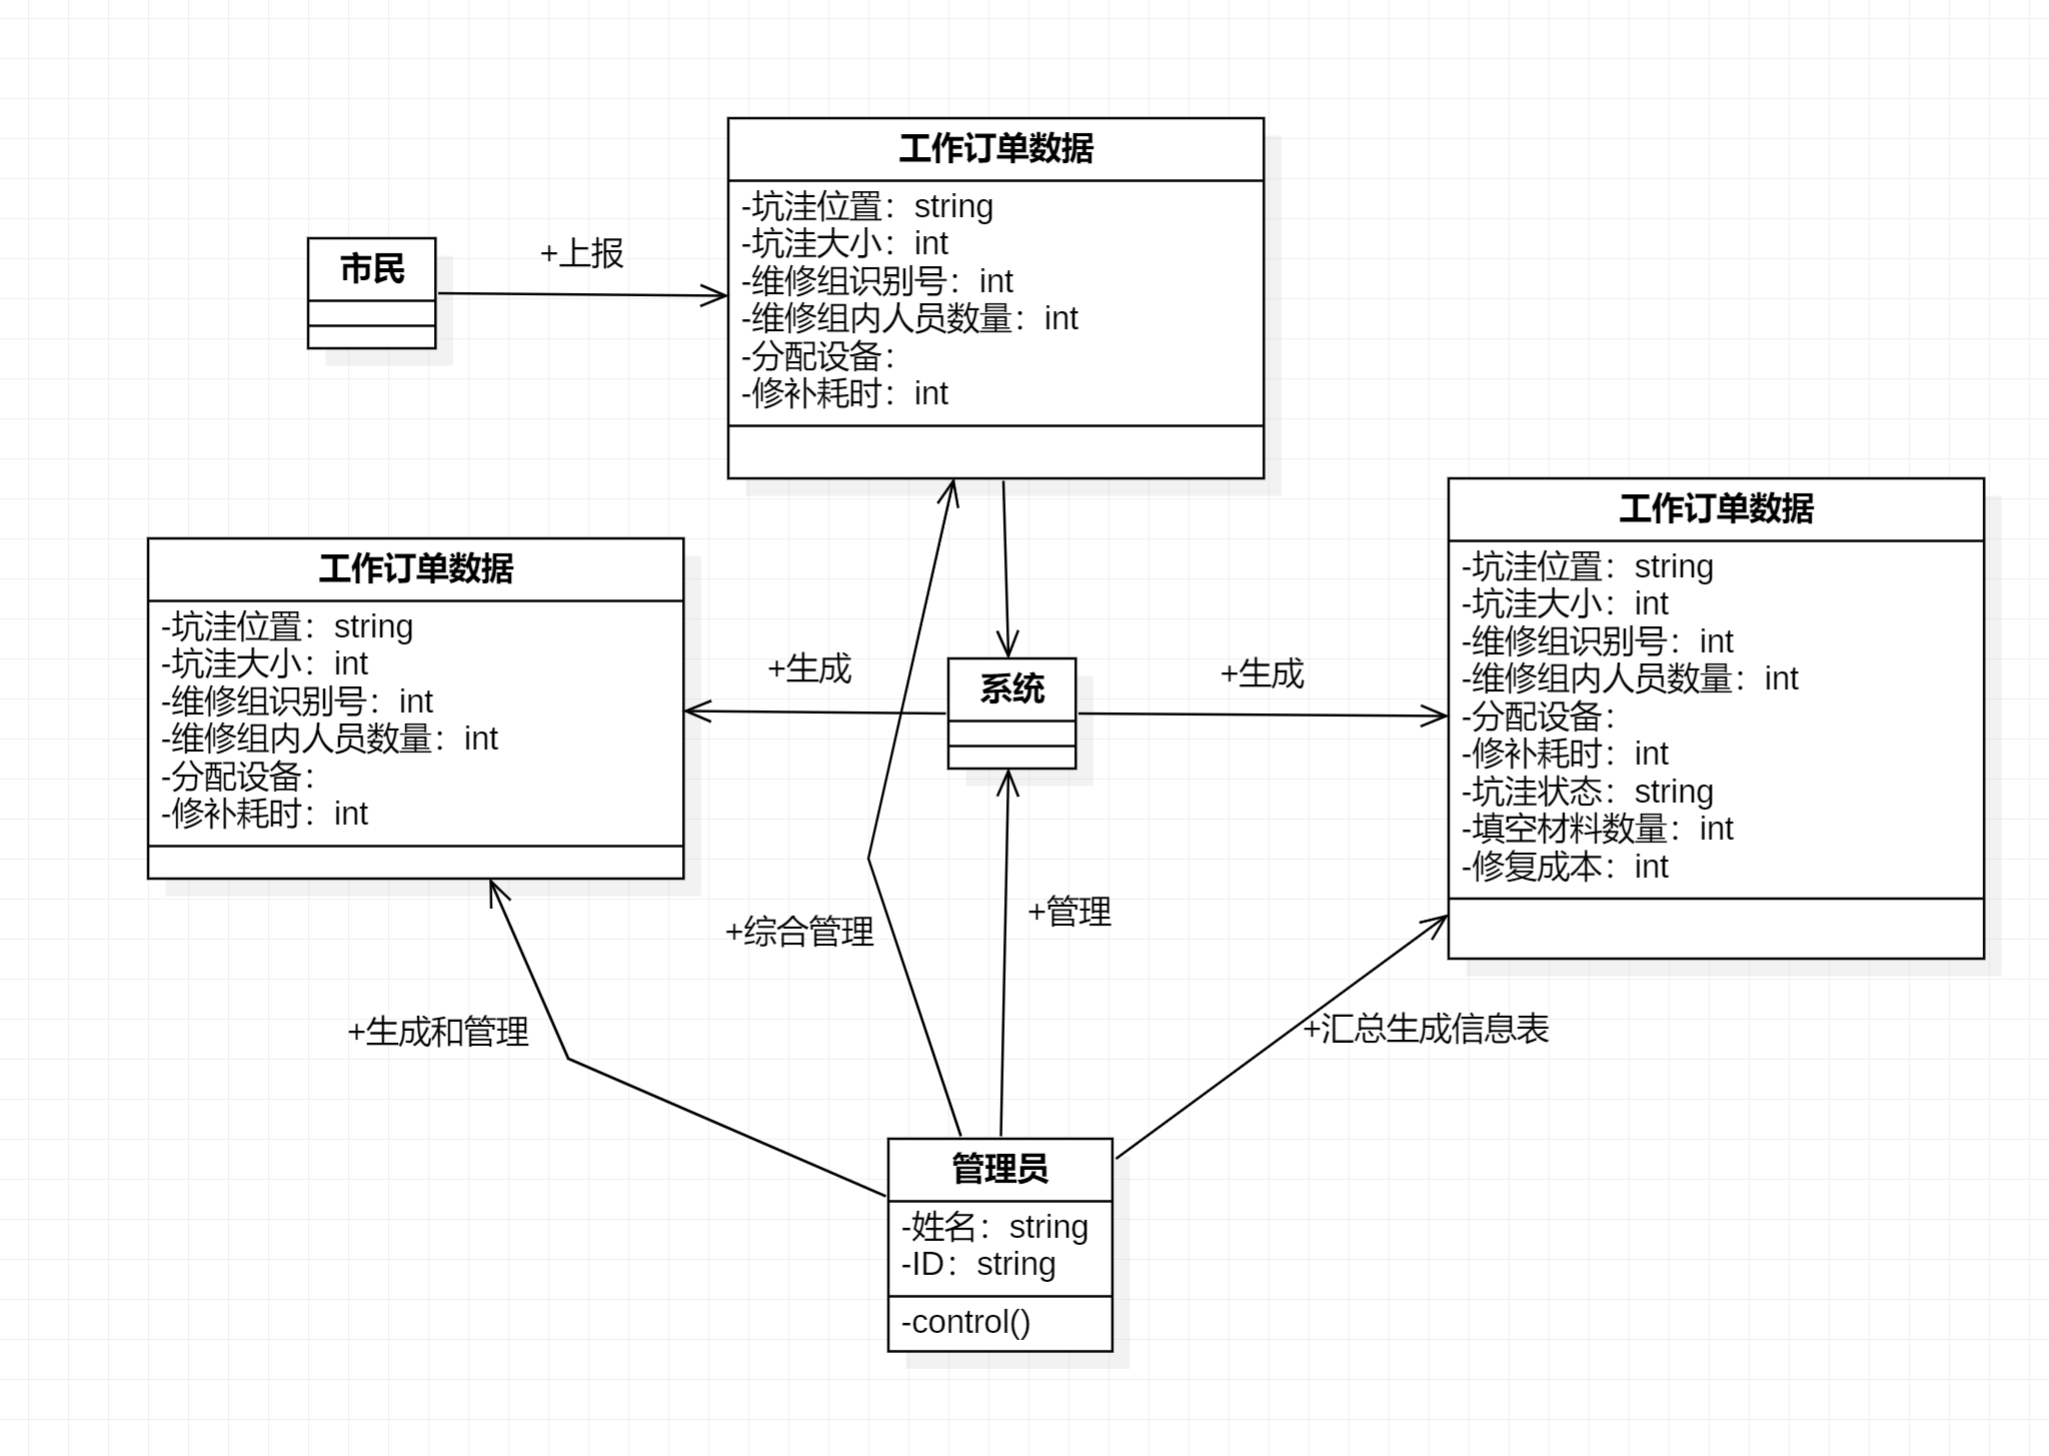 工作订单数据
-坑洼位置：string
-坑洼大小：int
-维修组识别号：int
-维修组内人员数量：int
-分配设备：
-修补耗时：int
市民
+上报
工作订单数据
-坑洼位置：string
-坑洼大小：int
-维修组识别号：int
-维修组内人员数量：int
-分配设备：
-修补耗时：int
+生成
系统
+生成
工作订单数据
-坑洼位置：string
-坑洼大小：int
-维修组识别号：int
-维修组内人员数量：int
-分配设备：
-修补耗时：int
-坑洼状态：string
-填空材料数量：int
-修复成本：int
+综合管理
+管理
+生成和管理
+汇总生成信息表
管理员
-姓名：string
-ID：string
-control()